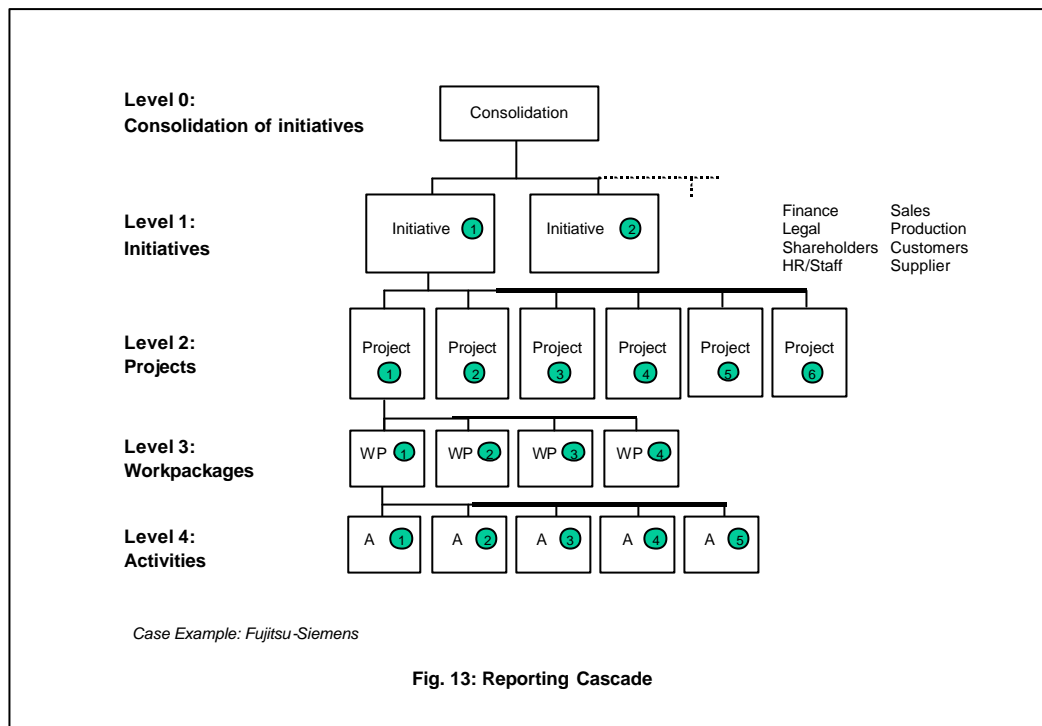 Level 0:
Consolidation of initiatives
Consolidation
Level 1:
Initiatives
Initiative 1
Initiative 2
Finance Sales
Legal Production
Shareholders Customers
HR/Staff Supplier
Level 2:
Projects
Project Project Project Project Project Project
1 2 3 4 5 6
Level 3:
Workpackages
WP 1 WP 2 WP 3 WP 4
Level 4:
Activities
A 1 A 2 A 3 A 4 A 5
Case Example: Fujitsu-Siemens
Fig. 13: Reporting Cascade